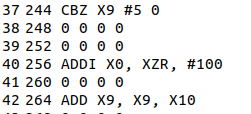 37 244 CBZ X9 #5 0
38 248 0 0 0 0
39 252 0 0 0 0
40 256 ADDI X0, XZR, #100
41 260 0 0 0 0
42 264 ADD X9, X9, X10